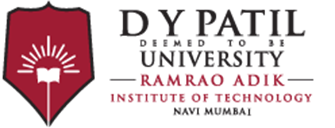 D Y PATIL
DEEMED TO BE
UNIVERSITY
RAMRAO ADIK
INSTITUTE OF TECHNOLOGY
NAVI MUMBAI